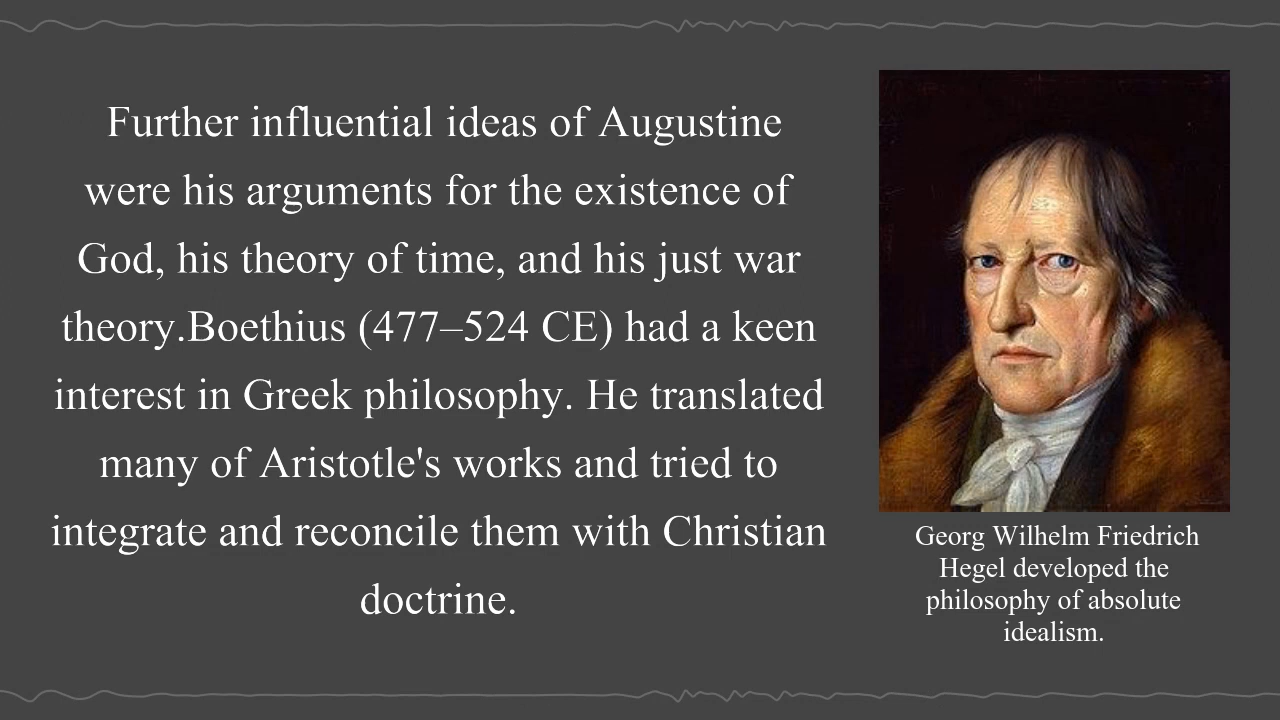 Further influential ideas of Augustine
were his arguments for the existence of
God, his theory of time, and his just war
theory.Boethius (477–524 CE) had a keen
interest in Greek philosophy. He translated
many of Aristotle's works and tried to
integrate and reconcile them with Christian
doctrine.
Georg Wilhelm Friedrich
Hegel developed the
philosophy of absolute
idealism.